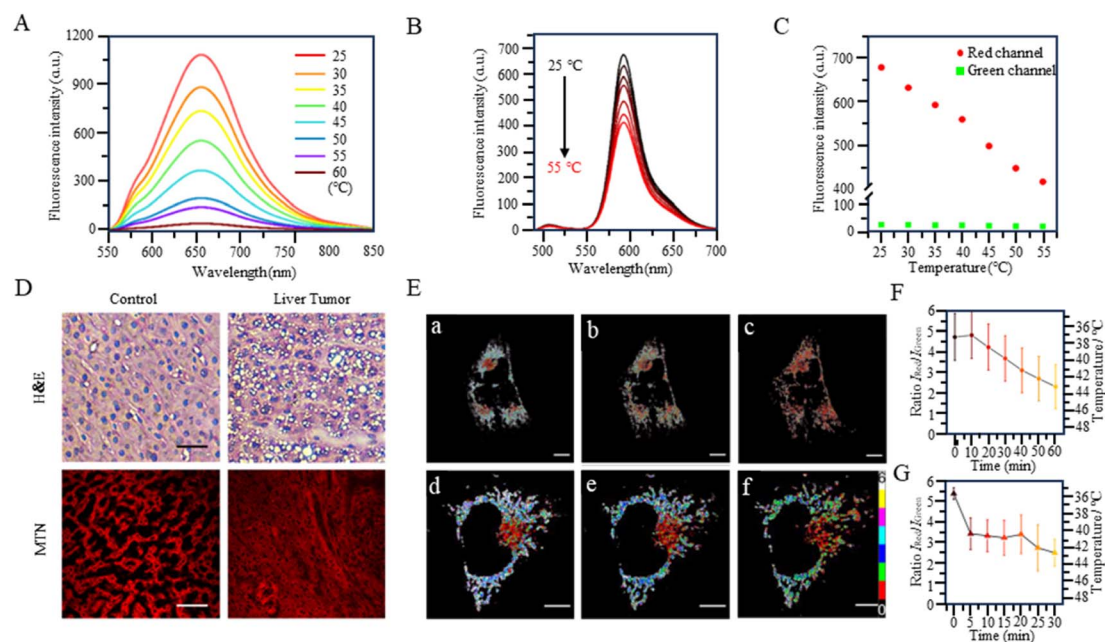 A
Fluorescence intensity (a.u.)
1200
900
600
300
0
550
600
650
700
760
800
850
Wavelength(nm)
25
30
35
40
45
50
55
60
(℃)
B
Fluorescence intensity (a.u.)
700
600
500
400
300
200
100
0
500
550
600
650
700
Wavelength(nm)
25 ℃
55 ℃
C
Fluorescence intensity (a.u.)
700
600
500
400
100
0
25 30 35 40 45 50 55
Temperature(℃)
Red channel
Green channel
D
Control
Liver Tumor
H&E
MTN
E
a
b
c
d
e
f
6
0
F
Ratio IRed/IGreen
6
5
4
3
2
1
0
0 10 20 30 40 50 60
Time (min)
36
38
40
42
44
46
48
Temperature/ °C
G
Ratio IRed/IGreen
6
5
4
3
2
1
0
0 5 10 15 20 25 30
Time (min)
36
38
40
42
44
46
48
Temperature/ °C